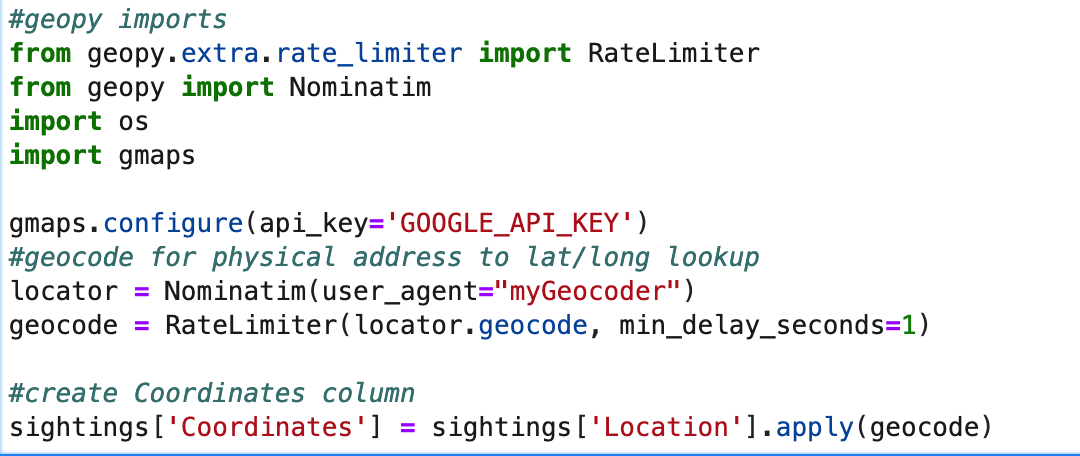 #geopy imports
from geopy.extra.rate_limiter import RateLimiter
from geopy import Nominatim
import os
import gmaps
gmaps.configure(api_key='GOOGLE_API_KEY')
#geocode for physical address to lat/long lookup
locator = Nominatim(user_agent="myGeocoder")
geocode = RateLimiter(locator.geocode, min_delay_seconds=1)
#create Coordinates column
sightings['Coordinates'] = sightings['Location'].apply(geocode)